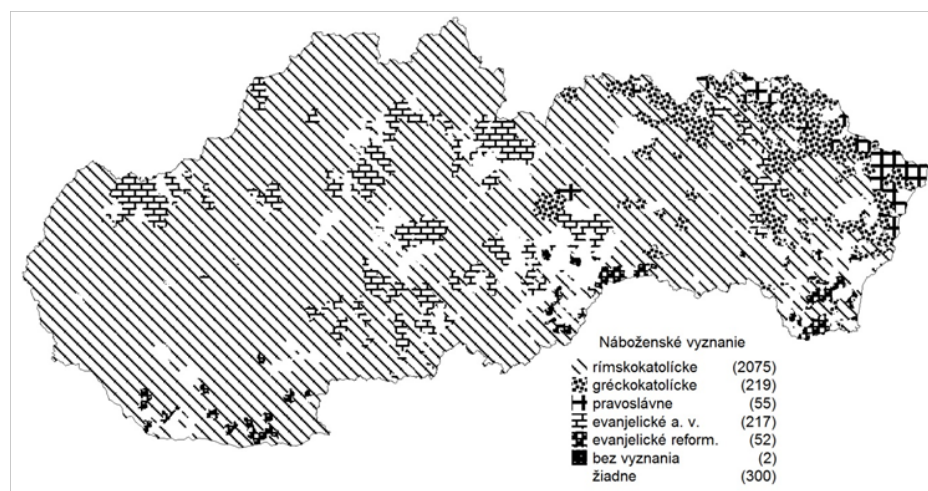 Náboženské vyznanie
rímskokatolícke (2075)
gréckokatolícke (219)
pravoslávne (55)
evanjelické a. v. (217)
evanjelické reform. (52)
bez vyznania (2)
žiadne (300)